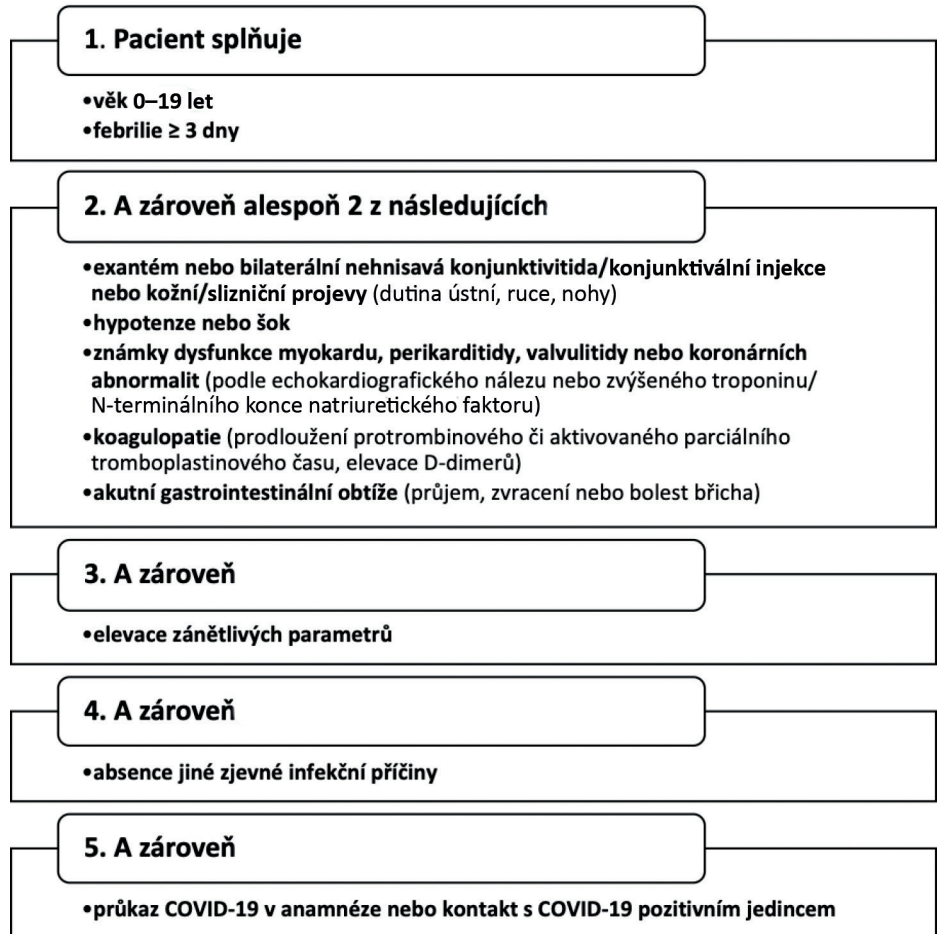 1. Pacient splňuje
•věk 0–19 let
•febrilie ≥ 3 dny
2. A zároveň alespoň 2 z následujících
•exantém nebo bilaterální nehnisavá konjunktivitida/konjunktivální injekce
nebo kožní/slizniční projevy (dutina ústní, ruce, nohy)
•hypotenze nebo šok
•známky dysfunkce myokardu, perikarditidy, valvulitidy nebo koronárních
abnormalit (podle echokardiografického nálezu nebo zvýšeného troponinu/
N-terminálního konce natriuretického faktoru)
•koagulopatie (prodloužení protrombinového či aktivovaného parciálního
tromboplastinového času, elevace D-dimerů)
•akutní gastrointestinální obtíže (průjem, zvracení nebo bolest břicha)
3. A zároveň
•elevace zánětlivých parametrů
4. A zároveň
•absence jiné zjevné infekční příčiny
5. A zároveň
•průkaz COVID-19 v anamnéze nebo kontakt s COVID-19 pozitivním jedincem